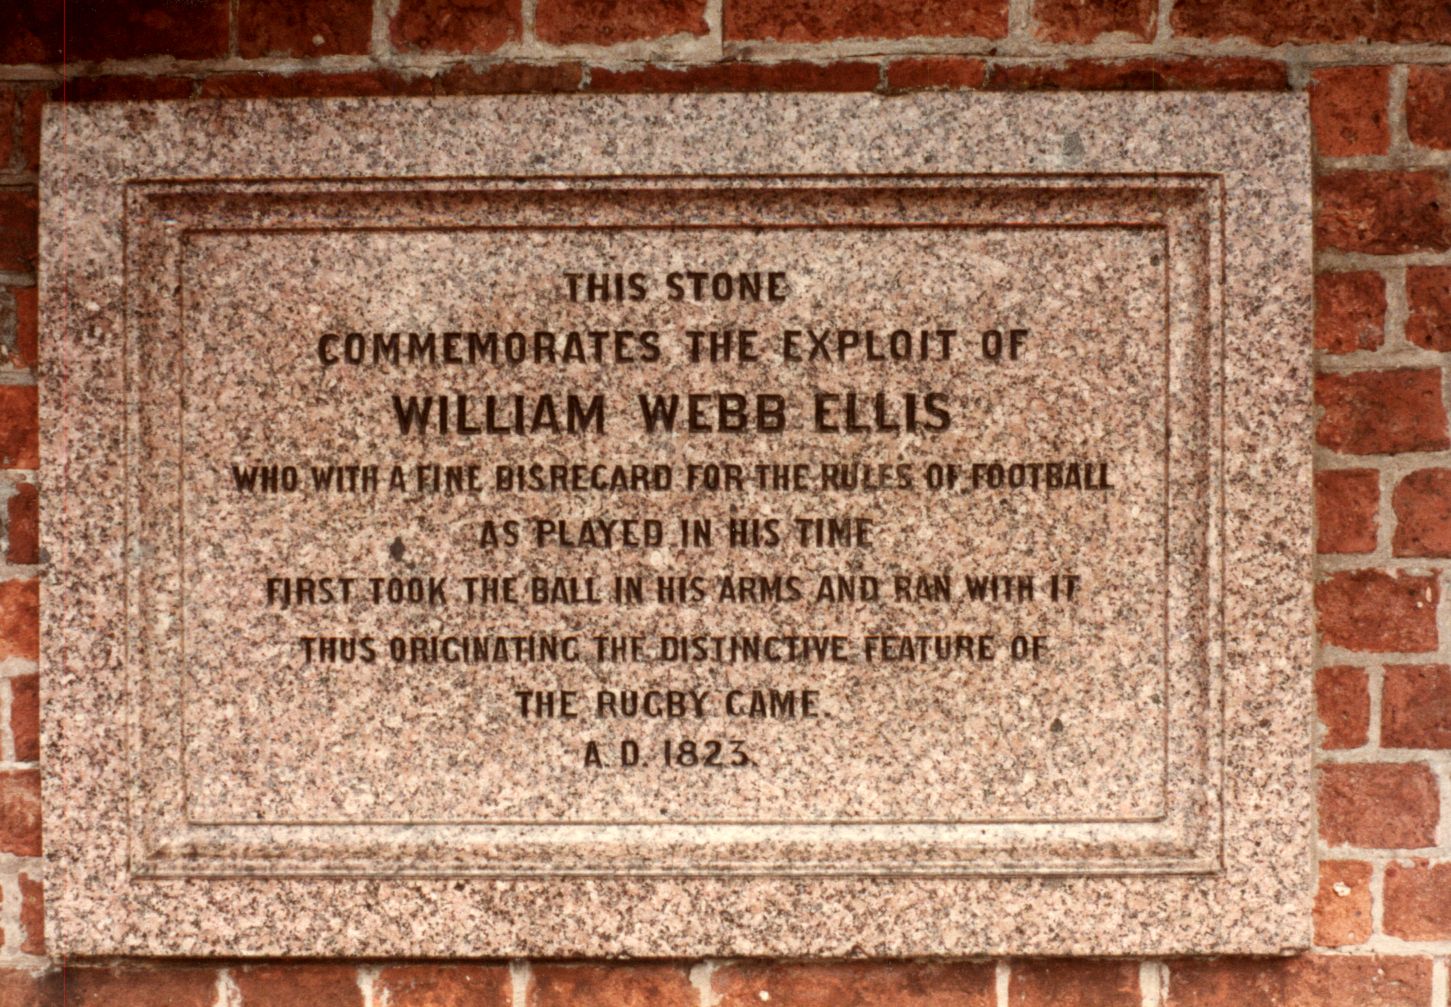 THIS STONE
COMMEMORATES THE EXPLOIT OF
WILLIAM WEBB ELLIS
WHO WITH A FINE DISREGARD FOR THE RULES OF FOOTBALL
AS PLAYED IN HIS TIME
FIRST TOOK THE BALL IN HIS ARMS AND RAN WITH IT
THUS ORIGINATING THE DISTINCTIVE FEATURE OF
THE RUGBY GAME.
A.D. 1823.